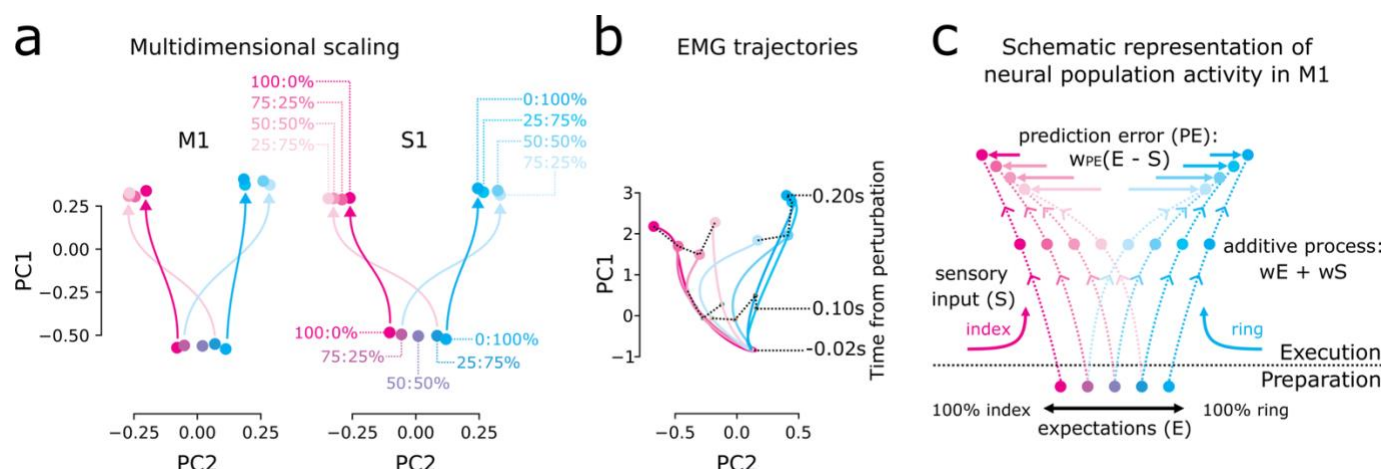 a
Multidimensional scaling
M1
S1
100:0%
75:25%
50:50%
25:75%
0:100%
25:75%
50:50%
75:25%
0.25
0.00
−0.25
−0.50
PC1
100:0%
75:25%
50:50%
25:75%
0:100%
−0.25
0.00
0.25
PC2
−0.25
0.00
0.25
PC2
b
EMG trajectories
3
2
1
0
−1
PC1
0.20s
0.10s
-0.02s
Time from perturbation
−0.5
0.0
0.5
PC2
c
Schematic representation of
neural population activity in M1
prediction error (PE):
wPE(E - S)
additive process:
wE + wS
sensory
input (S)
index
ring
Execution
Preparation
100% index
100% ring
expectations (E)